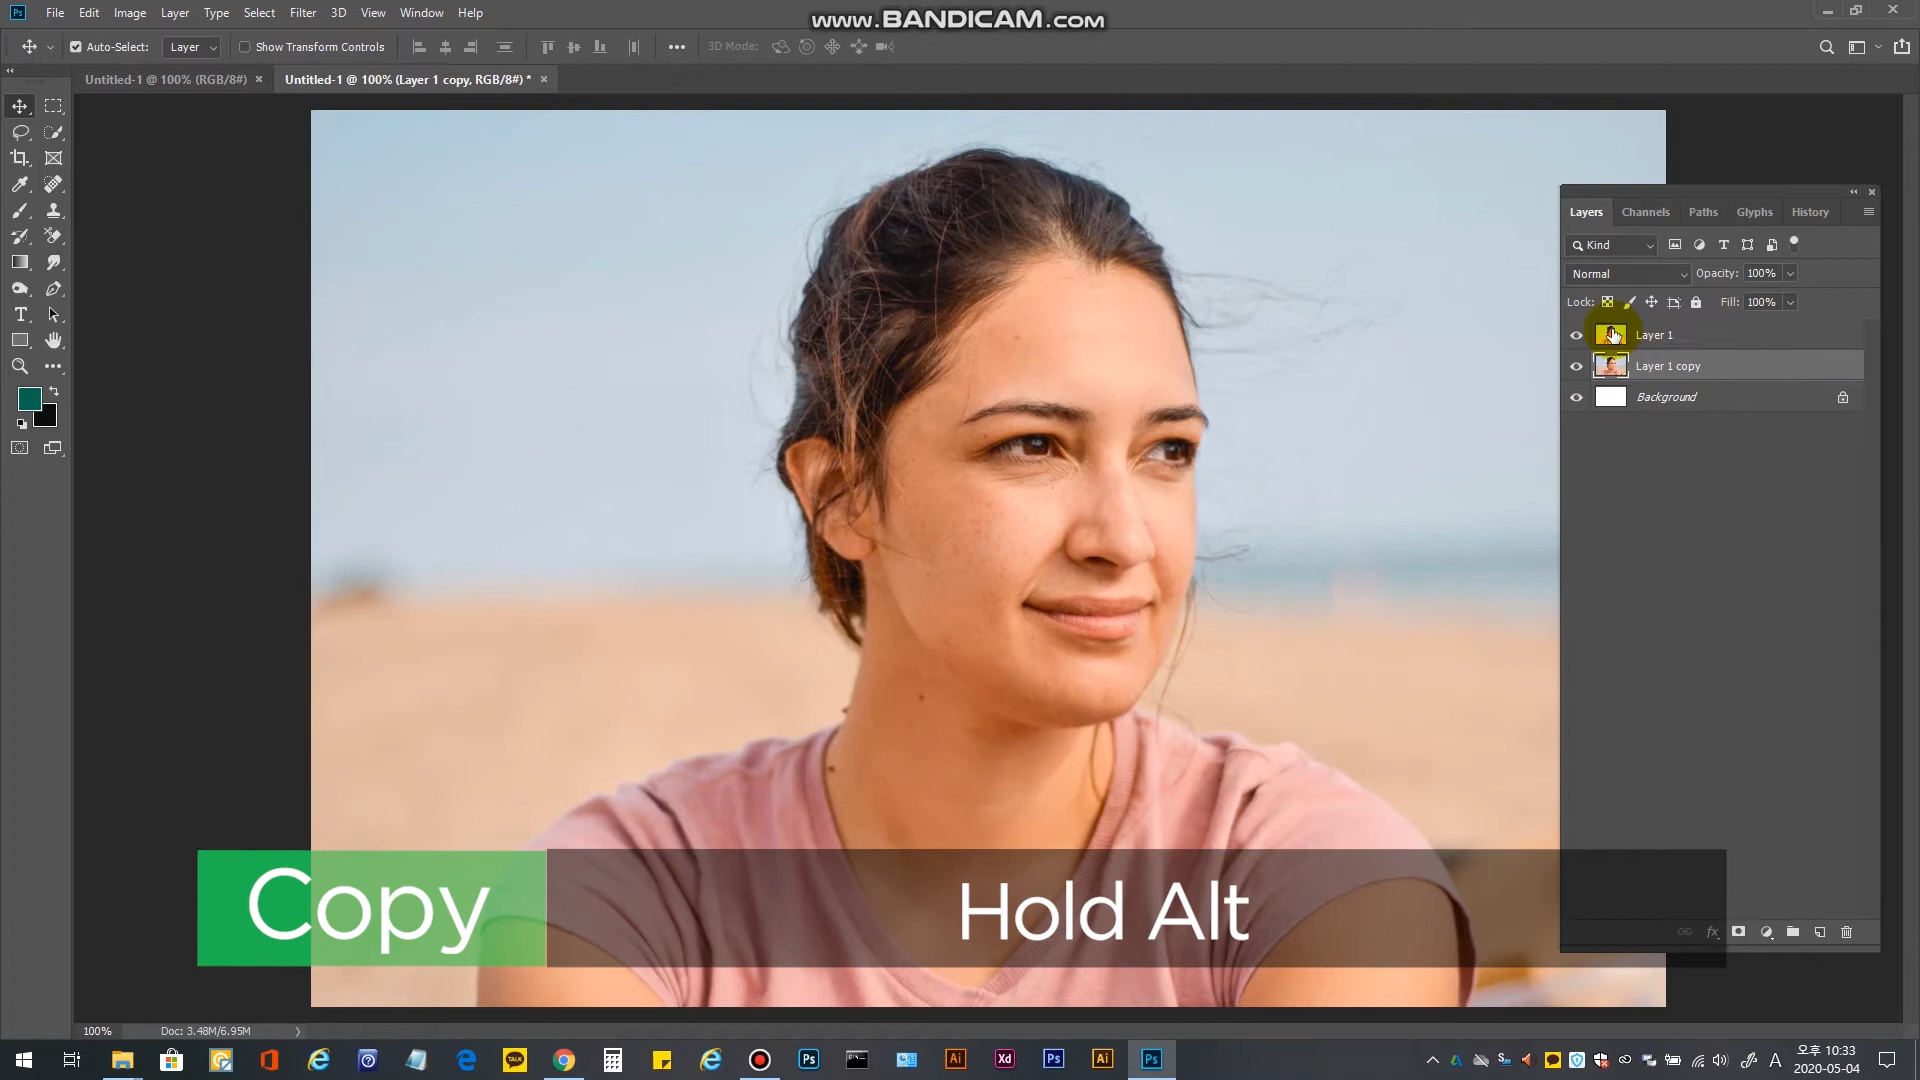 File Edit Image Layer Type Select Filter 3D View Window Help
www.BANDICAM.com
Auto-Select: Layer Show Transform Controls 3D Mode:
Untitled-1 @ 100% (RGB/8#) × Untitled-1 @ 100% (Layer 1 copy, RGB/8#) * ×
Layers Channels Paths Glyphs History
Kind
Normal Opacity: 100%
Lock: Fill: 100%
Layer 1
Layer 1 copy
Background
Copy Hold Alt
100% Doc: 3.48M/6.95M
오후 10:33
2020-05-04